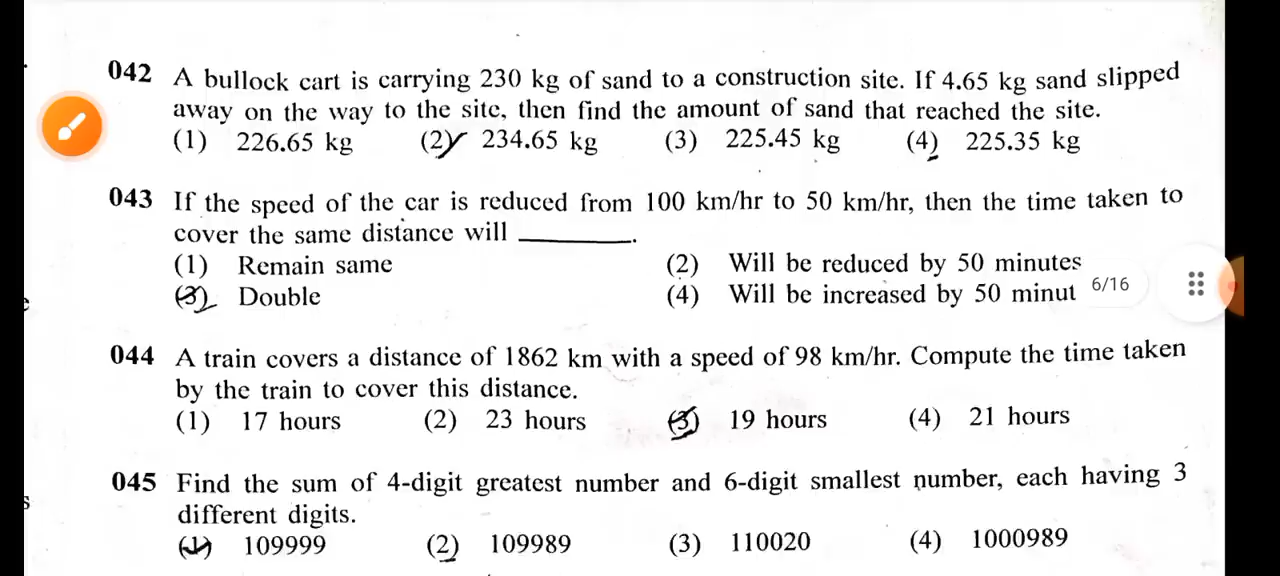 042 A bullock cart is carrying 230 kg of sand to a construction site. If 4.65 kg sand slipped
away on the way to the site, then find the amount of sand that reached the site.
(1) 226.65 kg (2) 234.65 kg (3) 225.45 kg (4) 225.35 kg
043 If the speed of the car is reduced from 100 km/hr to 50 km/hr, then the time taken to
cover the same distance will ________.
(1) Remain same (2) Will be reduced by 50 minutes
(3) Double (4) Will be increased by 50 minut
6/16
044 A train covers a distance of 1862 km with a speed of 98 km/hr. Compute the time taken
by the train to cover this distance.
(1) 17 hours (2) 23 hours (3) 19 hours (4) 21 hours
045 Find the sum of 4-digit greatest number and 6-digit smallest number, each having 3
different digits.
(1) 109999 (2) 109989 (3) 110020 (4) 1000989